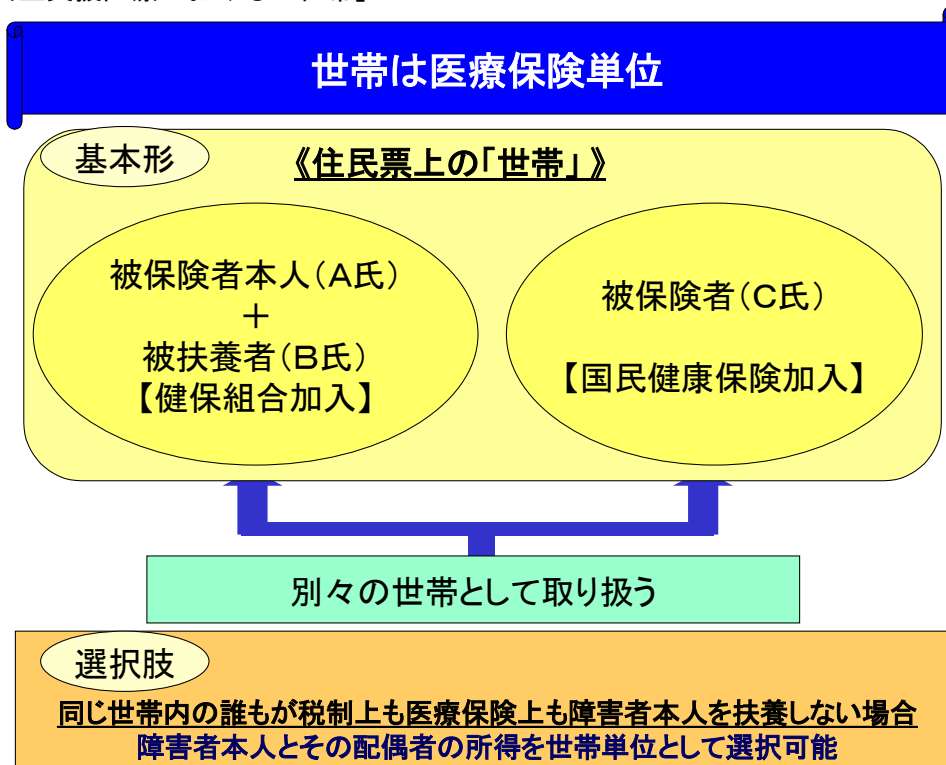 世帯は医療保険単位
基本形
《住民票上の「世帯」》
被保険者本人(A氏)
+
被扶養者(B氏)
【健保組合加入】
被保険者(C氏)
【国民健康保険加入】
別々の世帯として取り扱う
選択肢
同じ世帯内の誰もが税制上も医療保険上も障害者本人を扶養しない場合
障害者本人とその配偶者の所得を世帯単位として選択可能